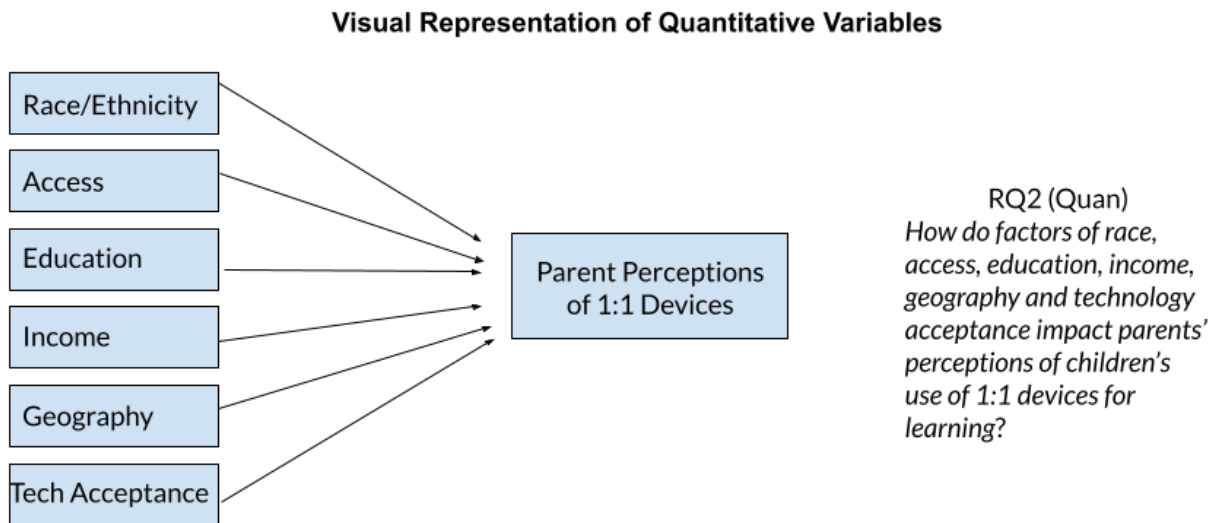 Visual Representation of Quantitative Variables
Race/Ethnicity
Access
Education
Income
Geography
Tech Acceptance
Parent Perceptions
of 1:1 Devices
RQ2 (Quan)
How do factors of race,
access, education, income,
geography and technology
acceptance impact parents'
perceptions of children's
use of 1:1 devices for
learning?